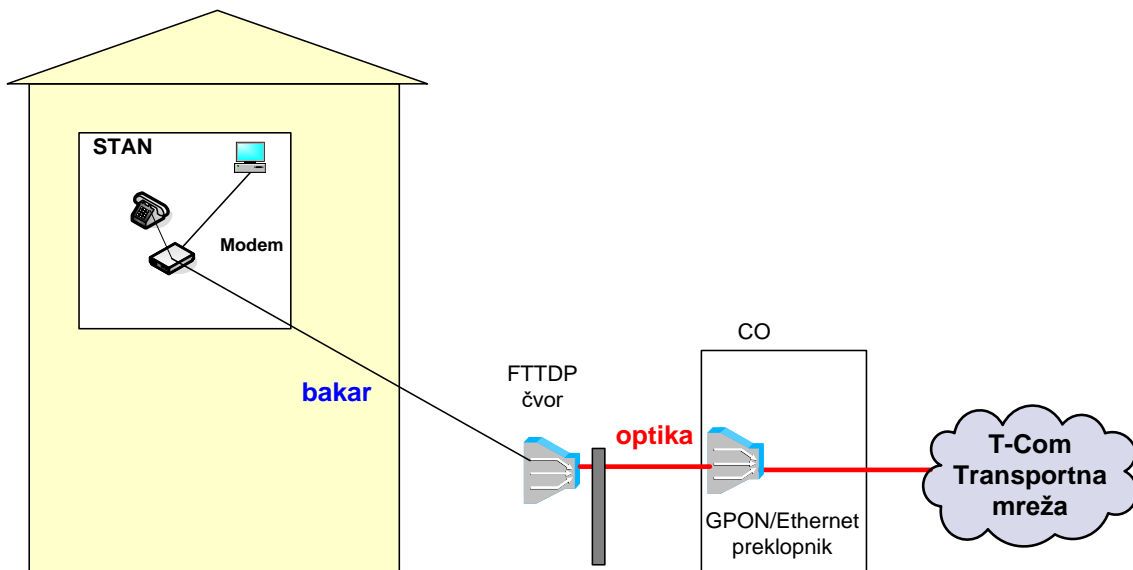 STAN
Modem
bakar
FTTDP
čvor
optika
CO
GPON/Ethernet
preklopnik
T-Com
Transportna
mreža